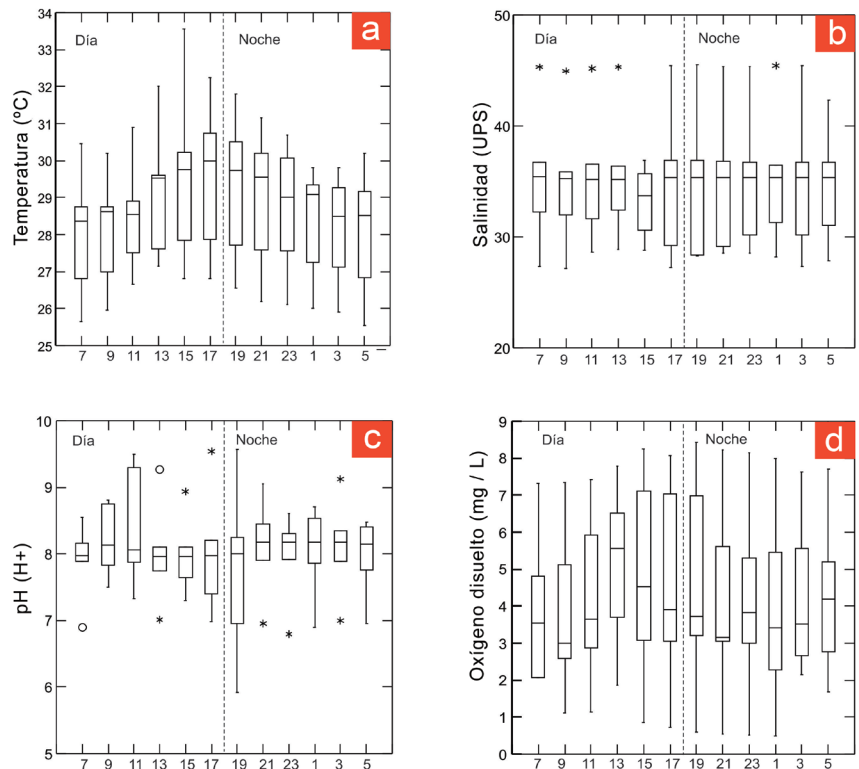 a
Día
Noche
Temperatura (ºC)
34
33
32
31
30
29
28
27
26
25
7 9 11 13 15 17 19 21 23 1 3 5
b
Día
Noche
Salinidad (UPS)
50
40
30
20
7 9 11 13 15 17 19 21 23 1 3 5
c
Día
Noche
pH (H+)
10
9
8
7
6
5
7 9 11 13 15 17 19 21 23 1 3 5
d
Día
Noche
Oxígeno disuelto (mg / L)
9
8
7
6
5
4
3
2
1
0
7 9 11 13 15 17 19 21 23 1 3 5